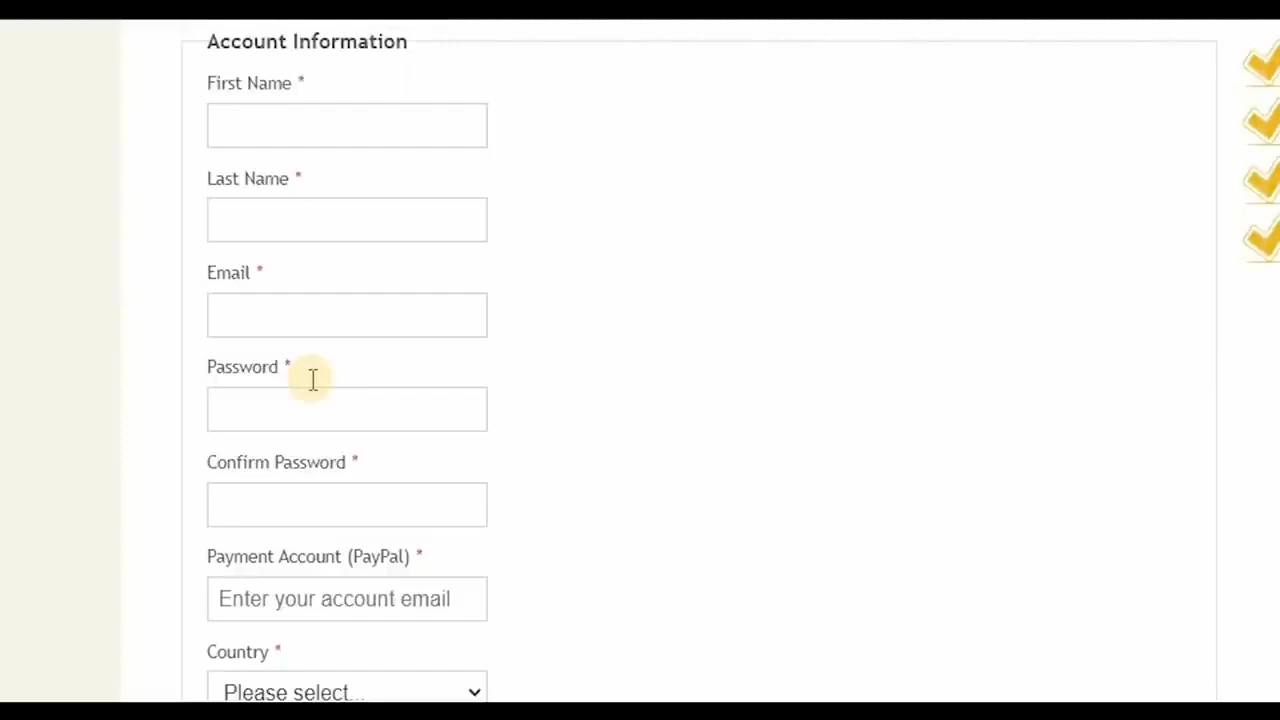 Account Information
First Name *
Last Name *
Email *
Password *
Confirm Password *
Payment Account (PayPal) *
Enter your account email
Country *
Please select...